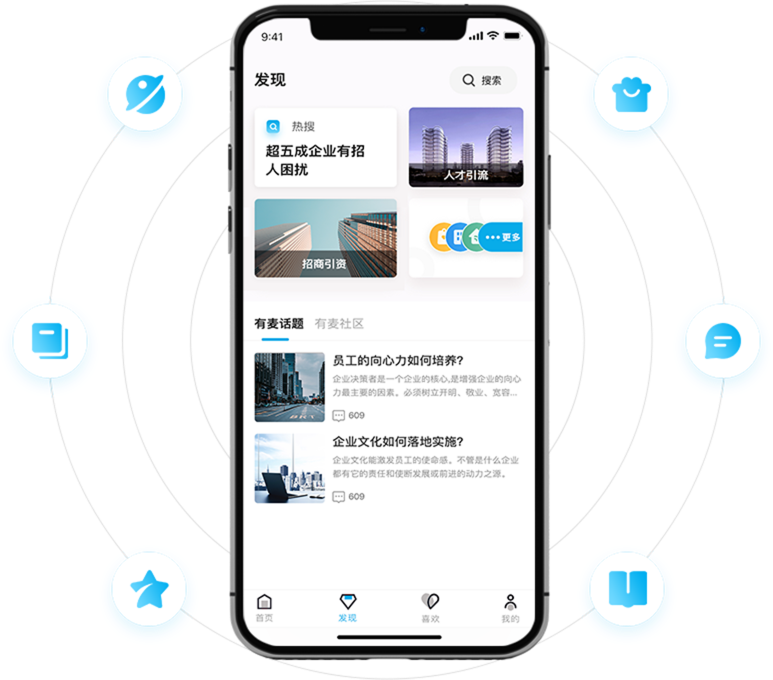 9:41
发现
搜索
热搜
超五成企业有招
人困扰
人才引流
招商引资
•••更多
有麦话题 有麦社区
员工的向心力如何培养?
企业决策者是一个企业的核心,是增强企业的向心
力最主要的因素。必须树立开明、敬业、宽容...
609
企业文化如何落地实施?
企业文化能激发员工的使命感。不管是什么企业
都有它的责任和使断发展或前进的动力之源。
609
首页
发现
喜欢
我的